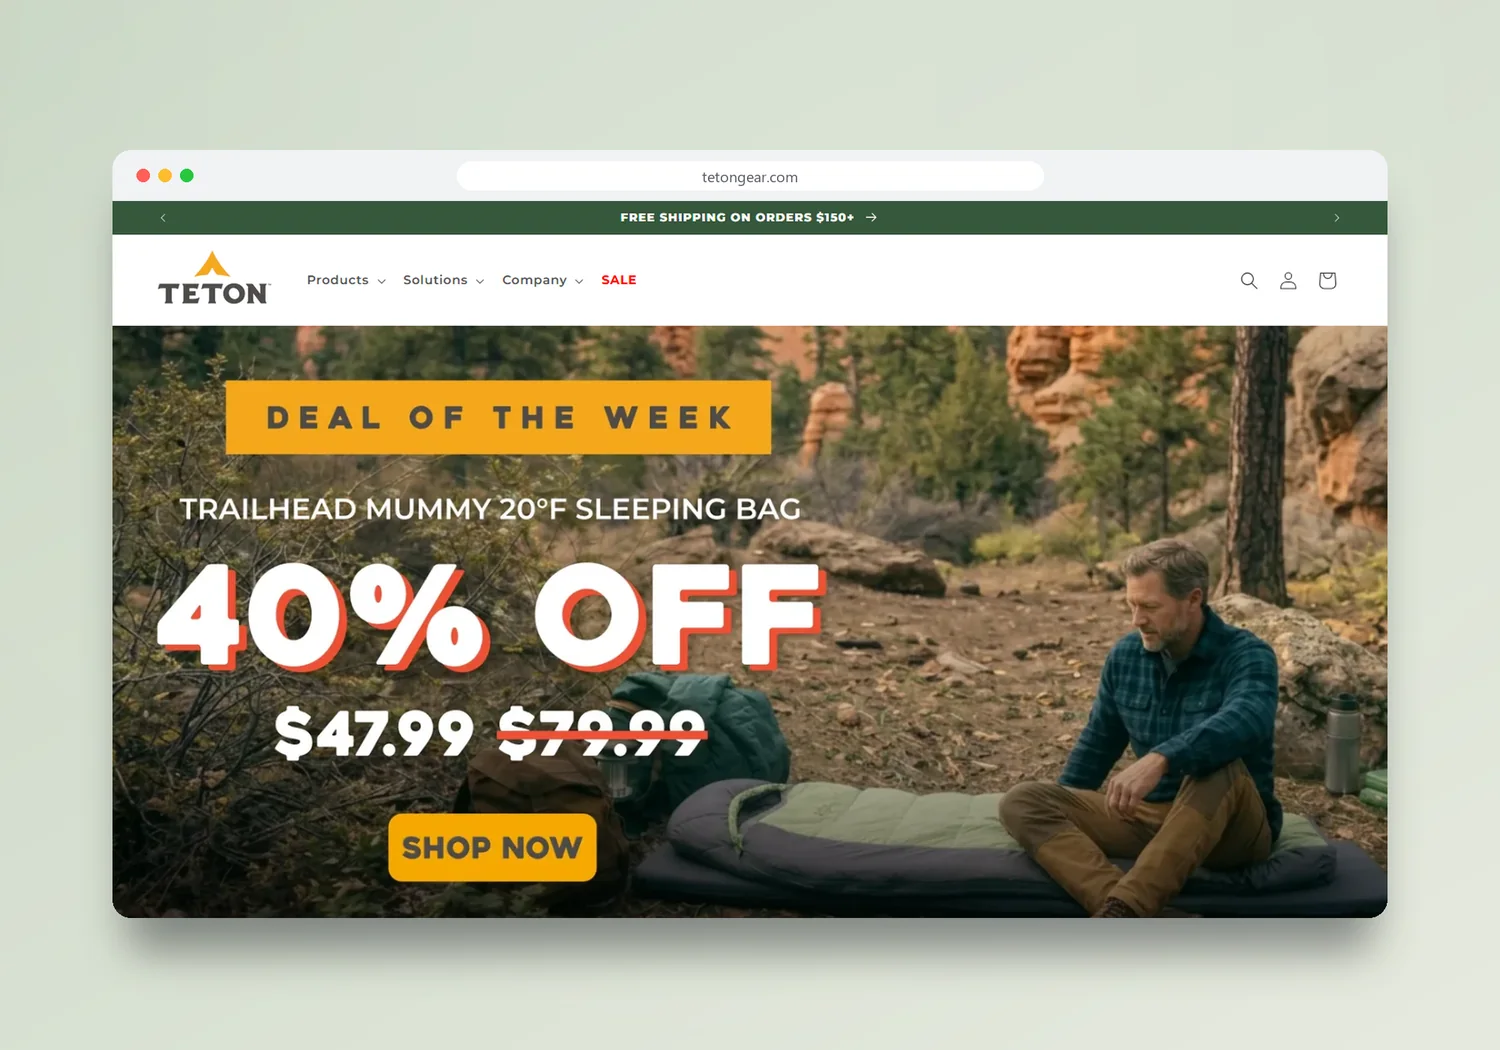 tetongear.com
FREE SHIPPING ON ORDERS $150+
TETON
Products
Solutions
Company
SALE
DEAL OF THE WEEK
TRAILHEAD MUMMY 20°F SLEEPING BAG
40% OFF
$47.99 $79.99
SHOP NOW